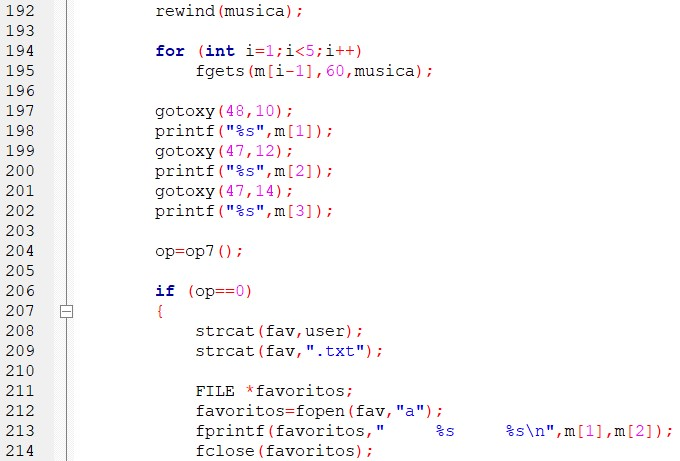 192 rewind(musica);
193
194 for (int i=1;i<5;i++)
195 fgets(m[i-1],60,musica);
196
197 gotoxy(48,10);
198 printf("%s",m[1]);
199 gotoxy(47,12);
200 printf("%s",m[2]);
201 gotoxy(47,14);
202 printf("%s",m[3]);
203
204 op=op7();
205
206 if (op==0)
207 {
208 strcat(fav,user);
209 strcat(fav,".txt");
210
211 FILE *favoritos;
212 favoritos=fopen(fav,"a");
213 fprintf(favoritos,"     %s     %s\n",m[1],m[2]);
214 fclose(favoritos);